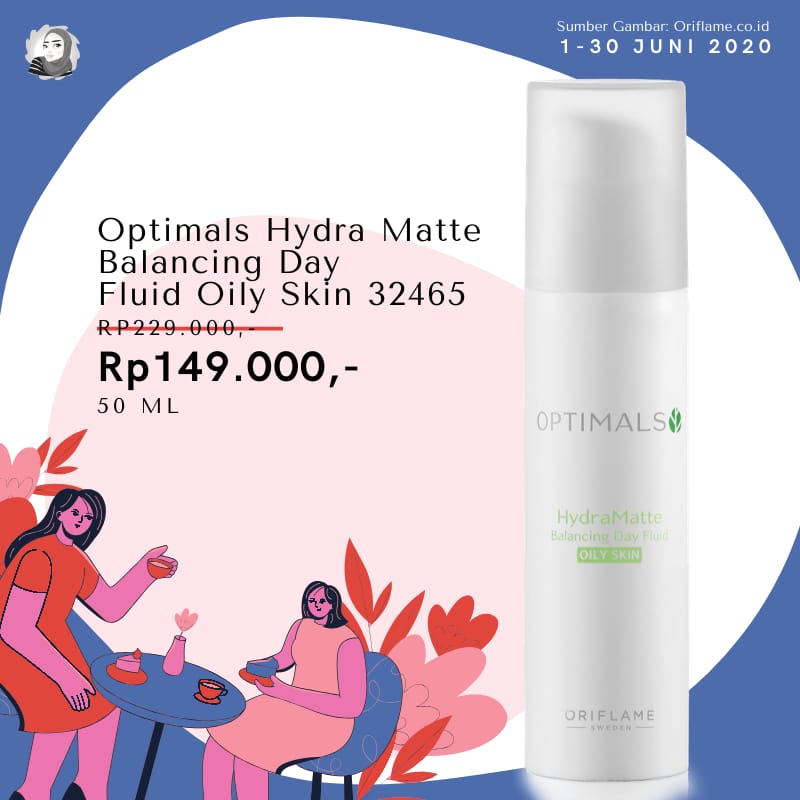 Sumber Gambar: Oriflame.co.id
1-30 JUNI 2020
Optimals Hydra Matte
Balancing Day
Fluid Oily Skin 32465
RP229.000,-
Rp149.000,-
50 ML
OPTIMALS
HydraMatte
Balancing Day Fluid
OILY SKIN
ORIFLAME
SWEDEN